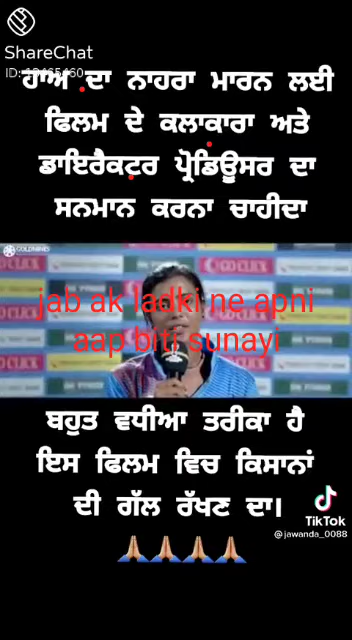 ShareChat
ਹਾਅ ਦਾ ਨਾਹਰਾ ਮਾਰਨ ਲਈ
ਫਿਲਮ ਦੇ ਕਲਾਕਾਰਾ ਅਤੇ
ਡਾਇਰੈਕਟਰ ਪ੍ਰੋਡਿਊਸਰ ਦਾ
ਸਨਮਾਨ ਕਰਨਾ ਚਾਹੀਦਾ
GOLDMINES
jab ak ladki ne apni
aap biti sunayi
ਬਹੁਤ ਵਧੀਆ ਤਰੀਕਾ ਹੈ
ਇਸ ਫਿਲਮ ਵਿਚ ਕਿਸਾਨਾਂ
ਦੀ ਗੱਲ ਰੱਖਣ ਦਾ।
TikTok
@jawanda_0088